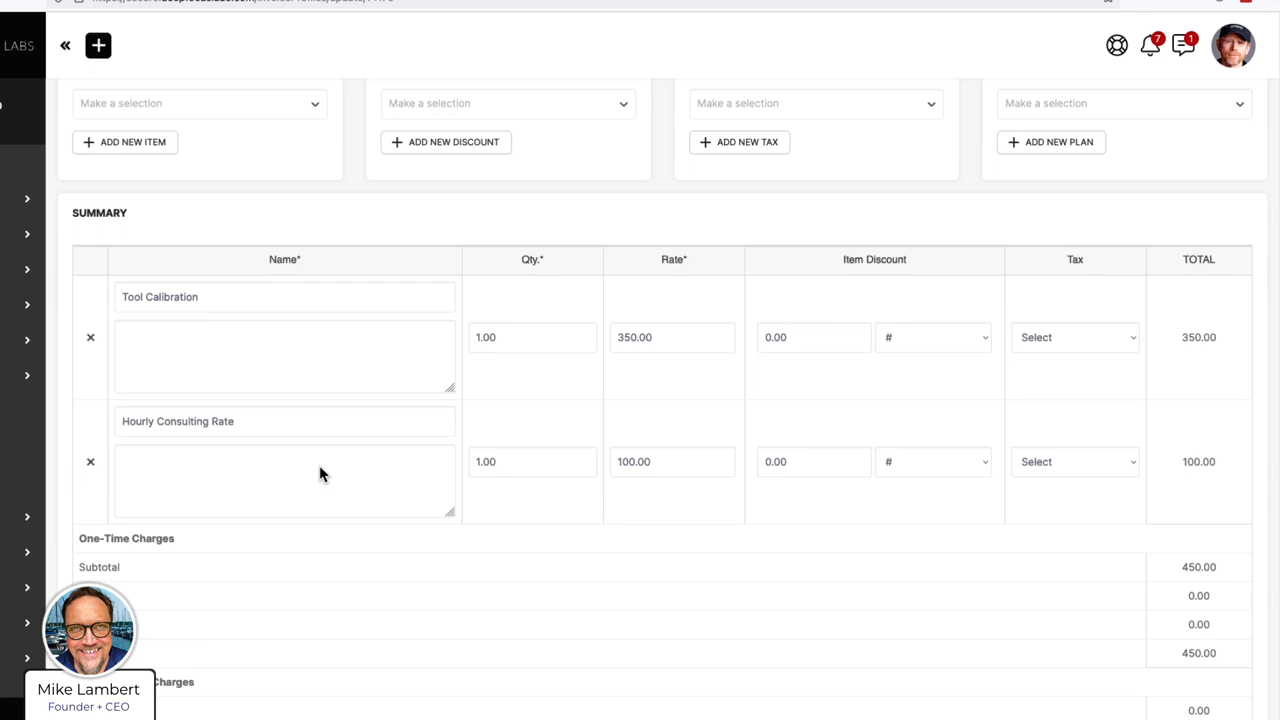 LABS
7
1
Make a selection
Make a selection
Make a selection
Make a selection
ADD NEW ITEM
ADD NEW DISCOUNT
ADD NEW TAX
ADD NEW PLAN
SUMMARY
Name* Qty.* Rate* Item Discount Tax TOTAL
Tool Calibration
1.00 350.00 0.00 # Select 350.00
Hourly Consulting Rate
1.00 100.00 0.00 # Select 100.00
One-Time Charges
Subtotal 450.00
0.00
0.00
450.00
Charges
0.00
Mike Lambert
Founder + CEO